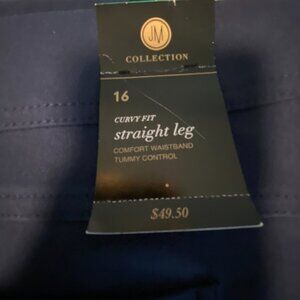 JM
COLLECTION
16
CURVY FIT
straight leg
COMFORT WAISTBAND
TUMMY CONTROL
$49.50